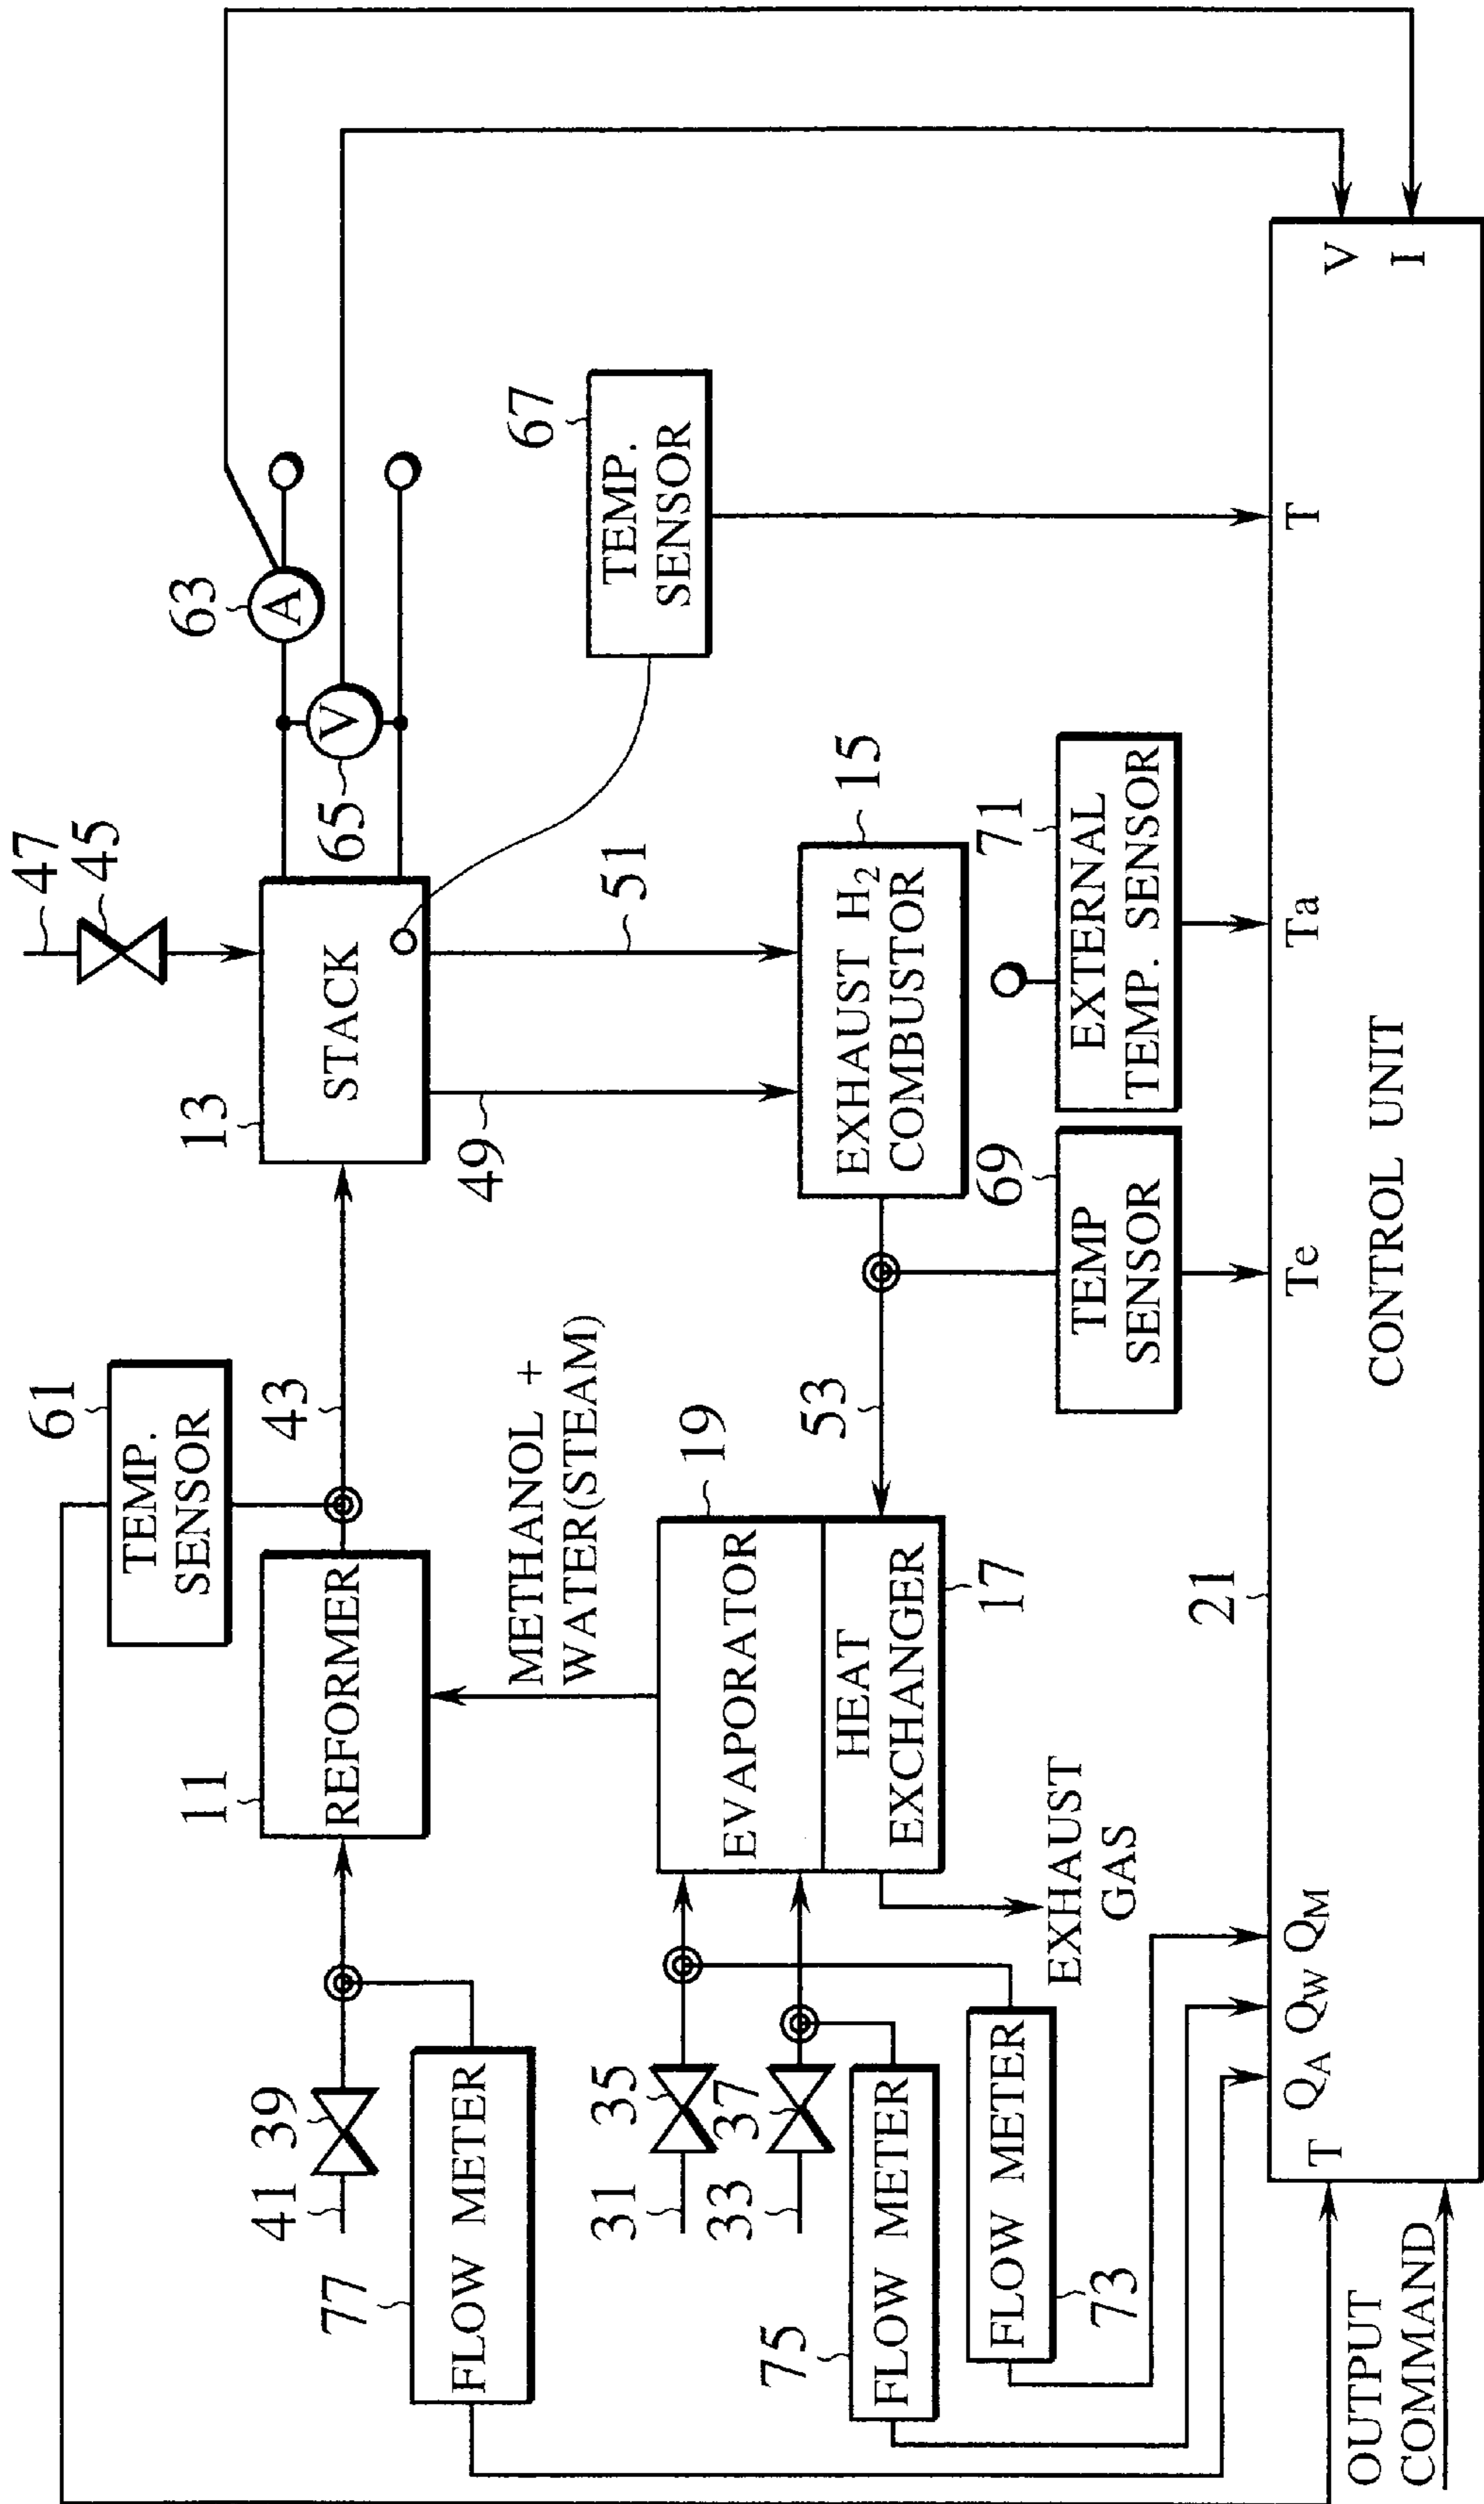 61
TEMP.
SENSOR
41
39
11
REFORMER
43
13
STACK
47
45
63
A
V
65
77
FLOW METER
METHANOL +
WATER(STEAM)
49
51
67
TEMP.
SENSOR
31
35
33
37
19
EVAPORATOR
HEAT
EXCHANGER
17
53
15
EXHAUST H₂
COMBUSTOR
75
FLOW METER
FLOW METER
73
EXHAUST
GAS
69
TEMP
SENSOR
71
EXTERNAL
TEMP. SENSOR
21
T
QA
QW
QM
Te
Ta
T
V
I
CONTROL UNIT
OUTPUT
COMMAND